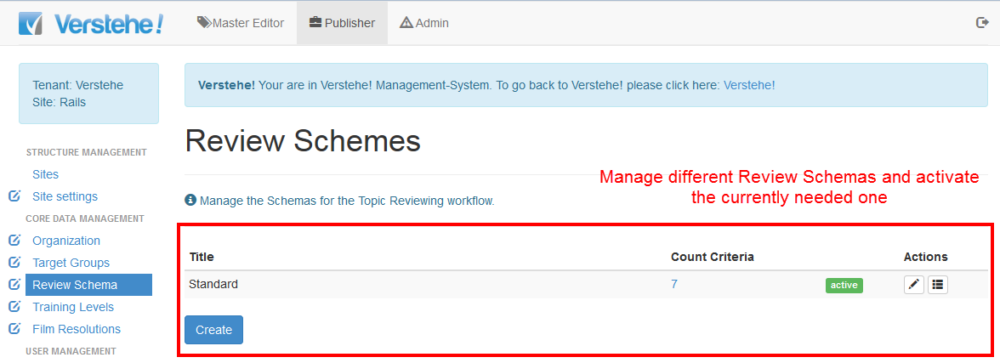 Verstehe! Master Editor Publisher Admin
Tenant: Verstehe
Site: Rails
Verstehe! Your are in Verstehe! Management-System. To go back to Verstehe! please click here: Verstehe!
Review Schemes
STRUCTURE MANAGEMENT
Sites
Site settings
CORE DATA MANAGEMENT
Organization
Target Groups
Review Schema
Training Levels
Film Resolutions
USER MANAGEMENT
Manage different Review Schemas and activate
the currently needed one
Manage the Schemas for the Topic Reviewing workflow.
Title Count Criteria Actions
Standard 7 active
Create